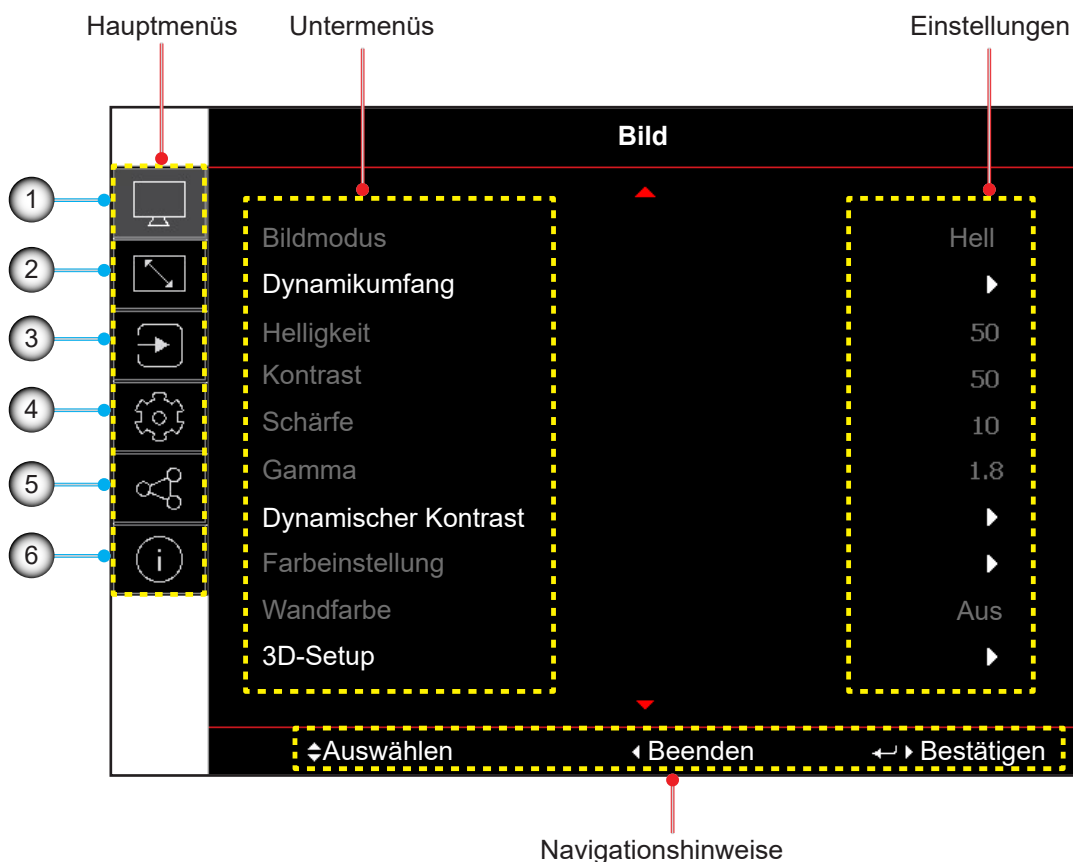 Hauptmenüs Untermenüs Einstellungen
Bild
1
2
3
4
5
6
i
Bildmodus Hell
Dynamikumfang
Helligkeit 50
Kontrast 50
Schärfe 10
Gamma 1.8
Dynamischer Kontrast
Farbeinstellung
Wandfarbe Aus
3D-Setup
Auswählen Beenden Bestätigen
Navigationshinweise